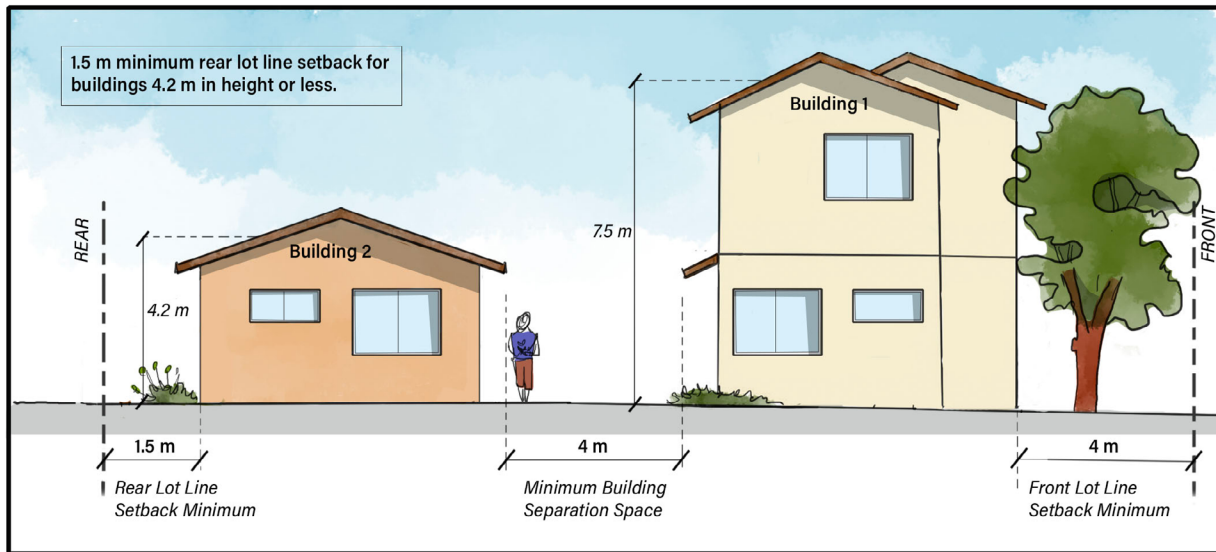 1.5 m minimum rear lot line setback for
buildings 4.2 m in height or less.
Building 1
7.5 m
REAR
FRONT
Building 2
4.2 m
1.5 m
4 m
4 m
Rear Lot Line
Setback Minimum
Minimum Building
Separation Space
Front Lot Line
Setback Minimum